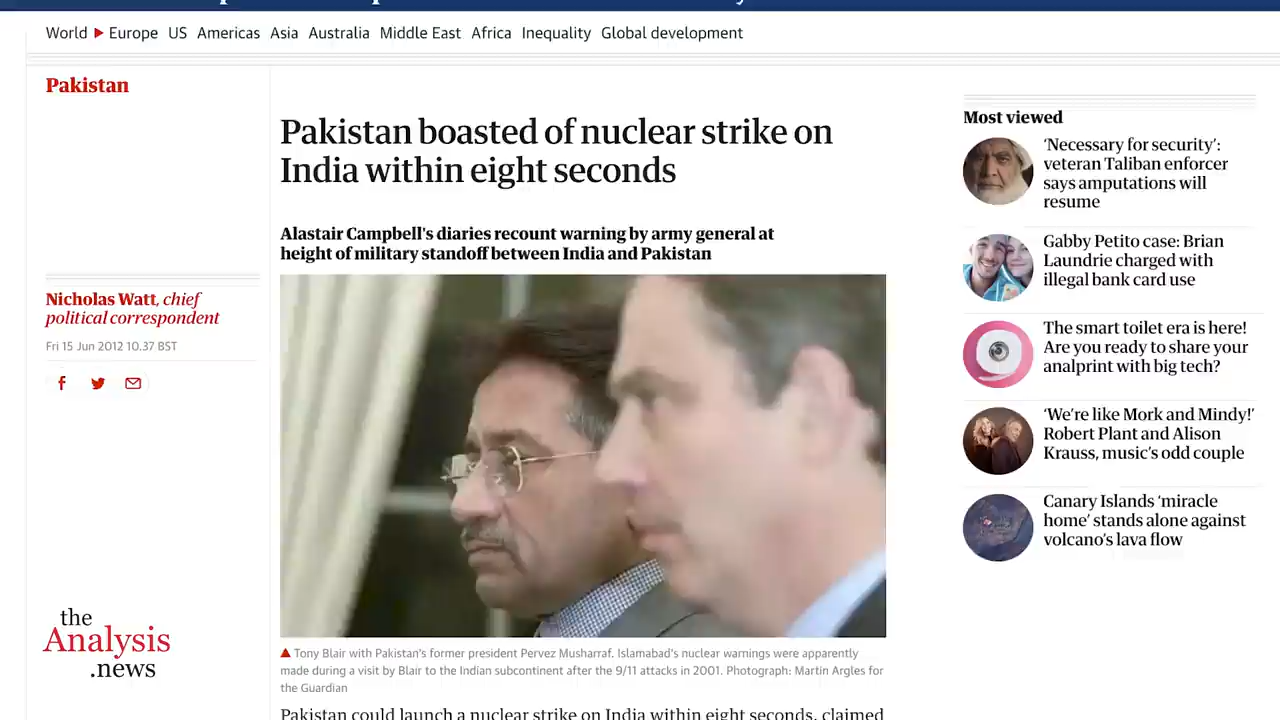 World Europe US Americas Asia Australia Middle East Africa Inequality Global development
Pakistan
Pakistan boasted of nuclear strike on
India within eight seconds
Alastair Campbell's diaries recount warning by army general at
height of military standoff between India and Pakistan
Nicholas Watt, chief
political correspondent
Fri 15 Jun 2012 10.37 BST
Tony Blair with Pakistan's former president Pervez Musharraf. Islamabad's nuclear warnings were apparently
made during a visit by Blair to the Indian subcontinent after the 9/11 attacks in 2001. Photograph: Martin Argles for
the Guardian
Pakistan could launch a nuclear strike on India within eight seconds, claimed
Most viewed
‘Necessary for security’:
veteran Taliban enforcer
says amputations will
resume
Gabby Petito case: Brian
Laundrie charged with
illegal bank card use
The smart toilet era is here!
Are you ready to share your
analprint with big tech?
‘We're like Mork and Mindy!’
Robert Plant and Alison
Krauss, music's odd couple
Canary Islands ‘miracle
home’ stands alone against
volcano's lava flow
the
Analysis
.news